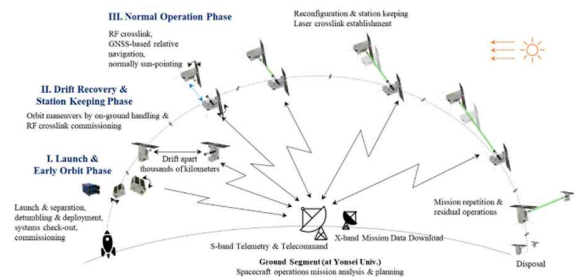 III. Normal Operation Phase
RF crosslink,
GNSS-based relative
navigation,
normally sun-pointing
Reconfiguration & station keeping
Laser crosslink establishment
II. Drift Recovery &
Station Keeping Phase
Orbit maneuvers by on-ground handling &
RF crosslink commissioning
I. Launch &
Early Orbit Phase
Drift apart
thousands of kilometers
Launch & separation,
detumbling & deployment,
systems check-out,
commissioning
Mission repetition &
residual operations
S-band Telemetry & Telecommand
X-band Mission Data Download
Disposal
Ground Segment (at Yonsei Univ.)
Spacecraft operations mission analysis & planning